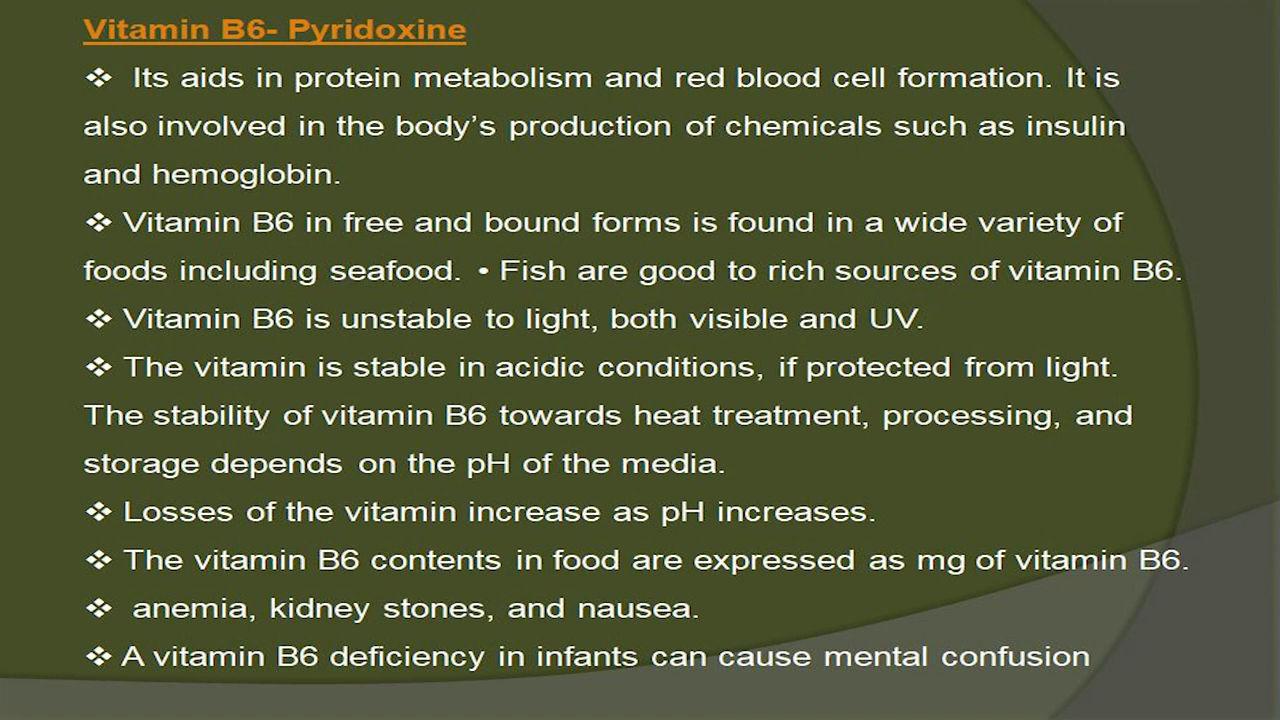 Vitamin B6- Pyridoxine
❖ Its aids in protein metabolism and red blood cell formation. It is
also involved in the body's production of chemicals such as insulin
and hemoglobin.
❖ Vitamin B6 in free and bound forms is found in a wide variety of
foods including seafood. • Fish are good to rich sources of vitamin B6.
❖ Vitamin B6 is unstable to light, both visible and UV.
❖ The vitamin is stable in acidic conditions, if protected from light.
The stability of vitamin B6 towards heat treatment, processing, and
storage depends on the pH of the media.
❖ Losses of the vitamin increase as pH increases.
❖ The vitamin B6 contents in food are expressed as mg of vitamin B6.
❖ anemia, kidney stones, and nausea.
❖ A vitamin B6 deficiency in infants can cause mental confusion